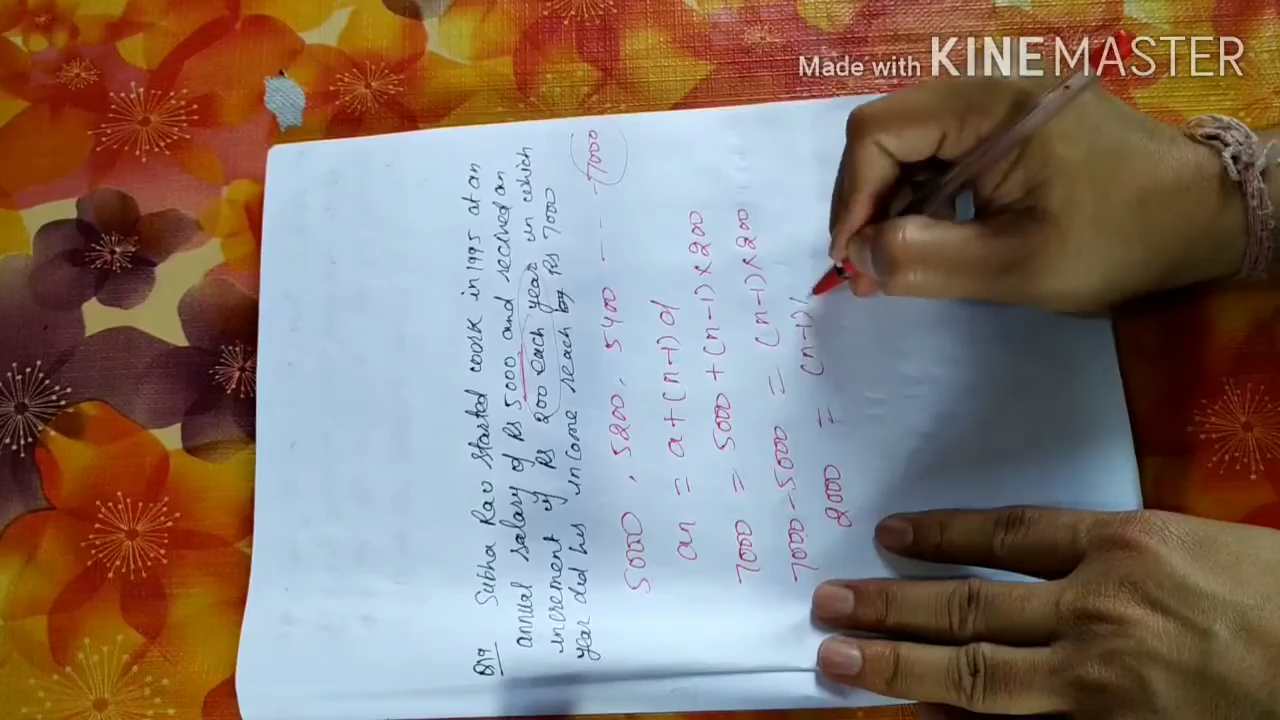 Made with KINEMASTER
Q19 Subha Rao started work in 1995 at an
annual salary of Rs 5000 and recived an
increment of Rs 200 each year in which
year did his income reach Rs 7000
5000, 5200, 5400 - - - 7000
an = a+(n-1)d
7000 = 5000+(n-1)×200
7000-5000 = (n-1)×200
2000 = (n-1)